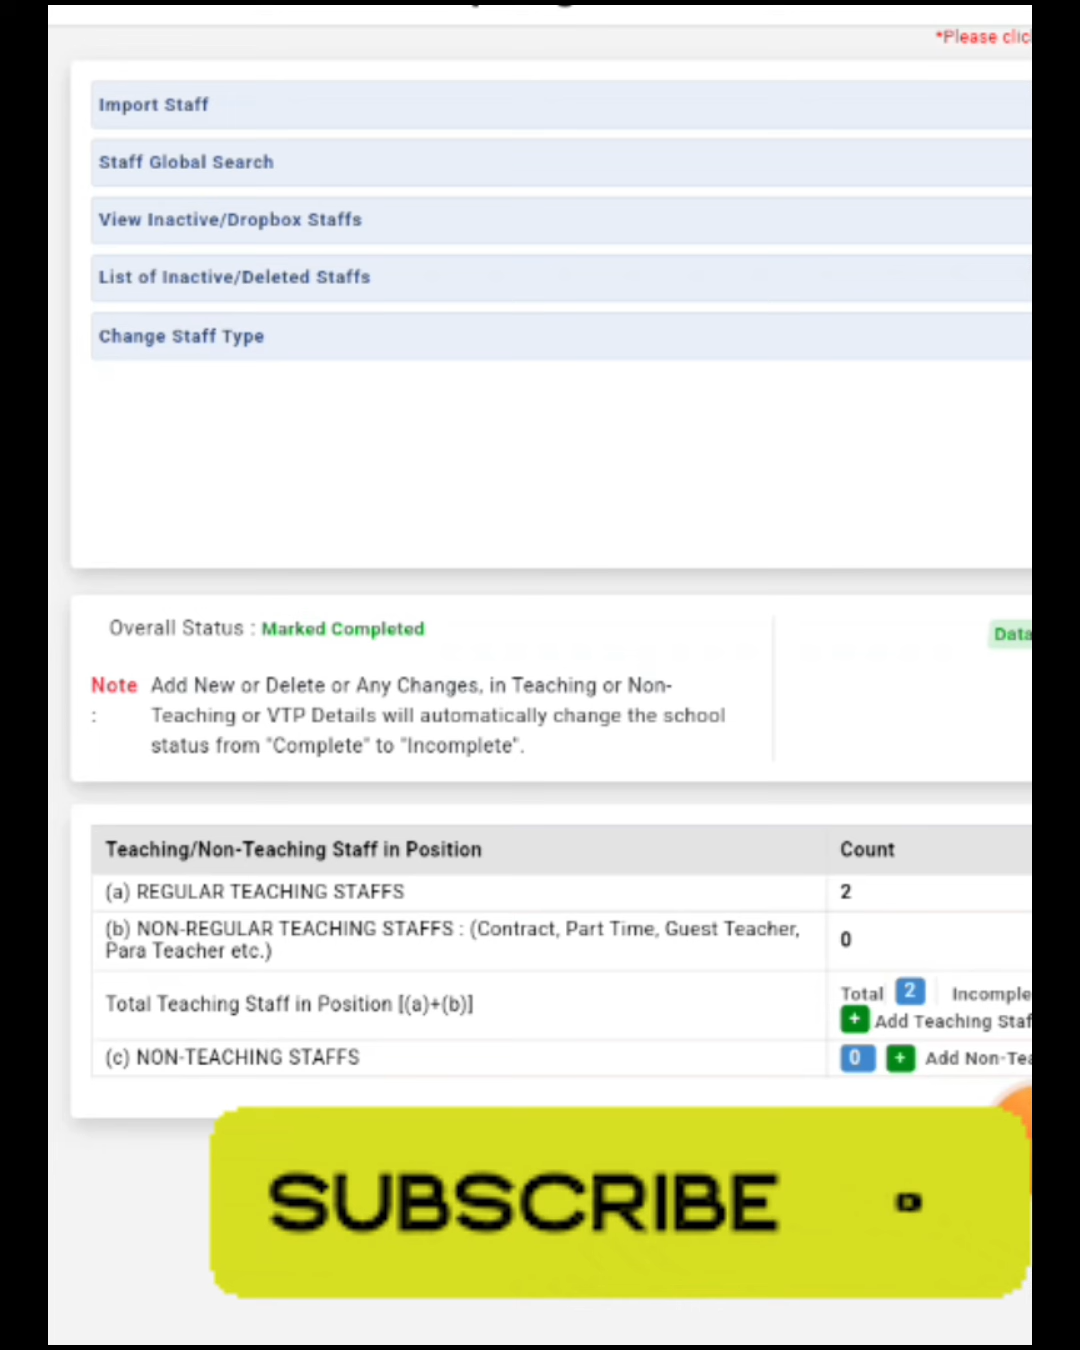 *Please clic
Import Staff
Staff Global Search
View Inactive/Dropbox Staffs
List of Inactive/Deleted Staffs
Change Staff Type
Overall Status : Marked Completed
Data
Note : Add New or Delete or Any Changes, in Teaching or Non-
Teaching or VTP Details will automatically change the school
status from "Complete" to "Incomplete".
Teaching/Non-Teaching Staff in Position Count
(a) REGULAR TEACHING STAFFS 2
(b) NON-REGULAR TEACHING STAFFS : (Contract, Part Time, Guest Teacher,
Para Teacher etc.) 0
Total Teaching Staff in Position [(a)+(b)] Total 2 Incomple
+ Add Teaching Staf
(c) NON-TEACHING STAFFS 0 + Add Non-Tea
SUBSCRIBE